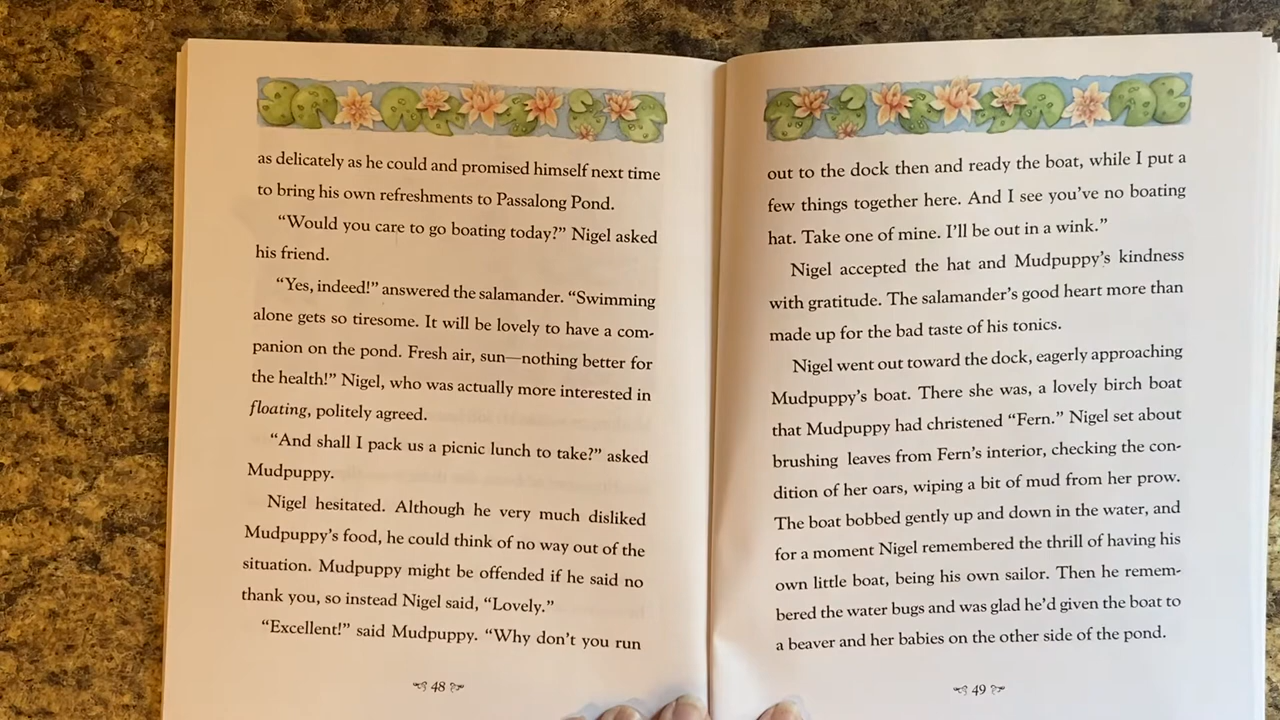 as delicately as he could and promised himself next time
to bring his own refreshments to Passalong Pond.
“Would you care to go boating today?” Nigel asked
his friend.
“Yes, indeed!” answered the salamander. “Swimming
alone gets so tiresome. It will be lovely to have a com-
panion on the pond. Fresh air, sun—nothing better for
the health!” Nigel, who was actually more interested in
floating, politely agreed.
“And shall I pack us a picnic lunch to take?” asked
Mudpuppy.
Nigel hesitated. Although he very much disliked
Mudpuppy’s food, he could think of no way out of the
situation. Mudpuppy might be offended if he said no
thank you, so instead Nigel said, “Lovely.”
“Excellent!” said Mudpuppy. “Why don’t you run
48
out to the dock then and ready the boat, while I put a
few things together here. And I see you’ve no boating
hat. Take one of mine. I’ll be out in a wink.”
Nigel accepted the hat and Mudpuppy’s kindness
with gratitude. The salamander’s good heart more than
made up for the bad taste of his tonics.
Nigel went out toward the dock, eagerly approaching
Mudpuppy’s boat. There she was, a lovely birch boat
that Mudpuppy had christened “Fern.” Nigel set about
brushing leaves from Fern’s interior, checking the con-
dition of her oars, wiping a bit of mud from her prow.
The boat bobbed gently up and down in the water, and
for a moment Nigel remembered the thrill of having his
own little boat, being his own sailor. Then he remem-
bered the water bugs and was glad he’d given the boat to
a beaver and her babies on the other side of the pond.
49